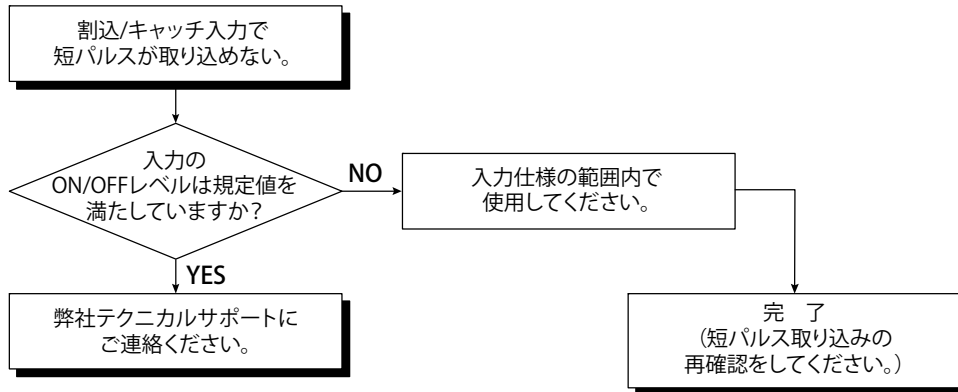 割込/キャッチ入力で
短パルスが取り込めない。
入力の
ON/OFFレベルは規定値を
満たしていますか？
NO
入力仕様の範囲内で
使用してください。
YES
弊社テクニカルサポートに
ご連絡ください。
完　了
（短パルス取り込みの
再確認をしてください。）